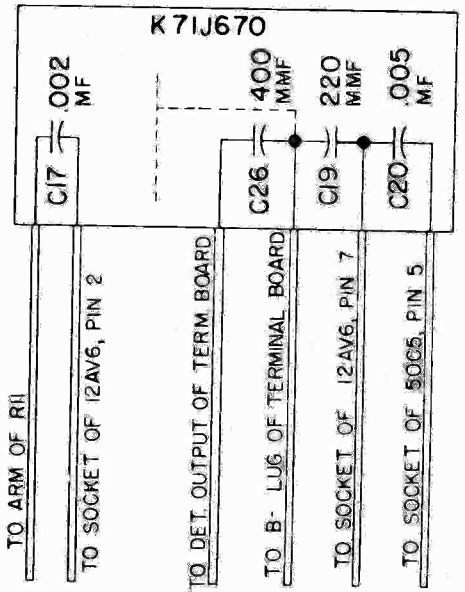 K71J670
.002
MF
400
MMF
220
MMF
.005
MF
C17
C26
C19
C20
TO ARM OF R11
TO SOCKET OF 12AV6, PIN 2
TO DET. OUTPUT OF TERM. BOARD
TO B- LUG OF TERMINAL BOARD
TO SOCKET OF 12AV6, PIN 7
TO SOCKET OF 50C5, PIN 5